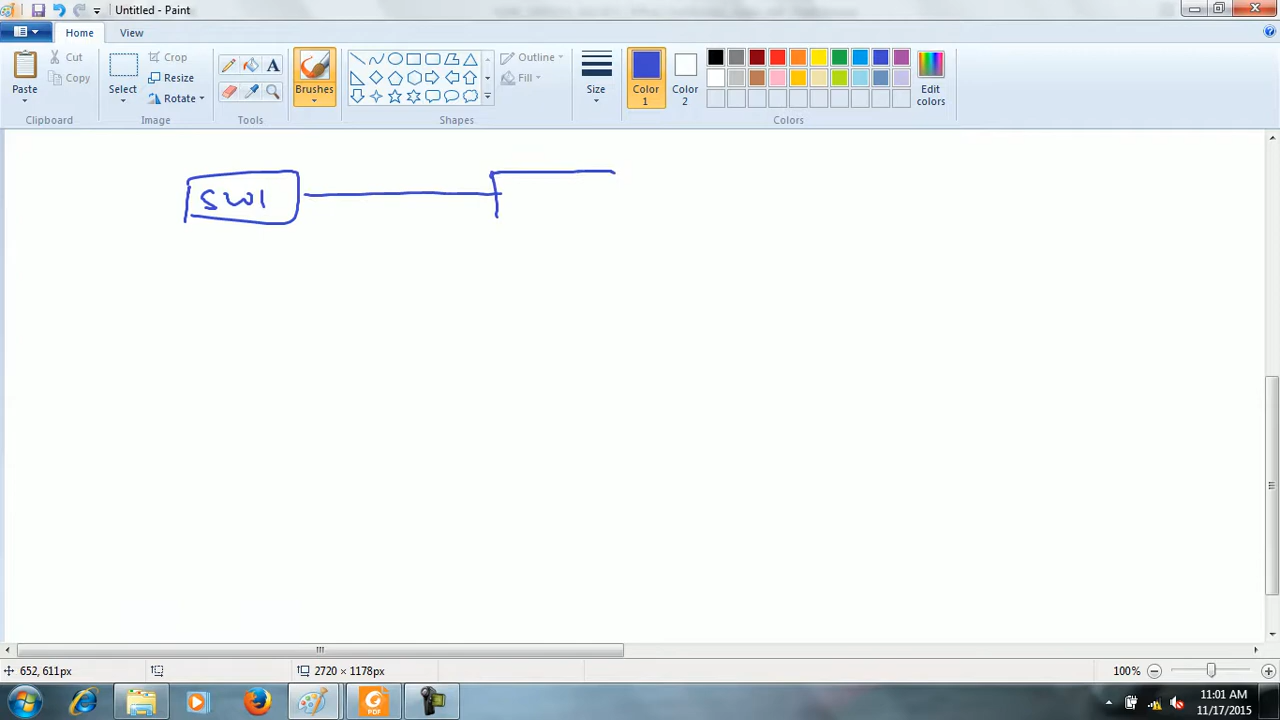 Untitled - Paint
Home
View
Paste
Cut
Copy
Clipboard
Select
Crop
Resize
Rotate
Image
A
Tools
Brushes
Outline
Fill
Shapes
Size
Color
1
Color
2
Edit
colors
Colors
SW1
652, 611px
2720 × 1178px
100%
PDF
11:01 AM
11/17/2015